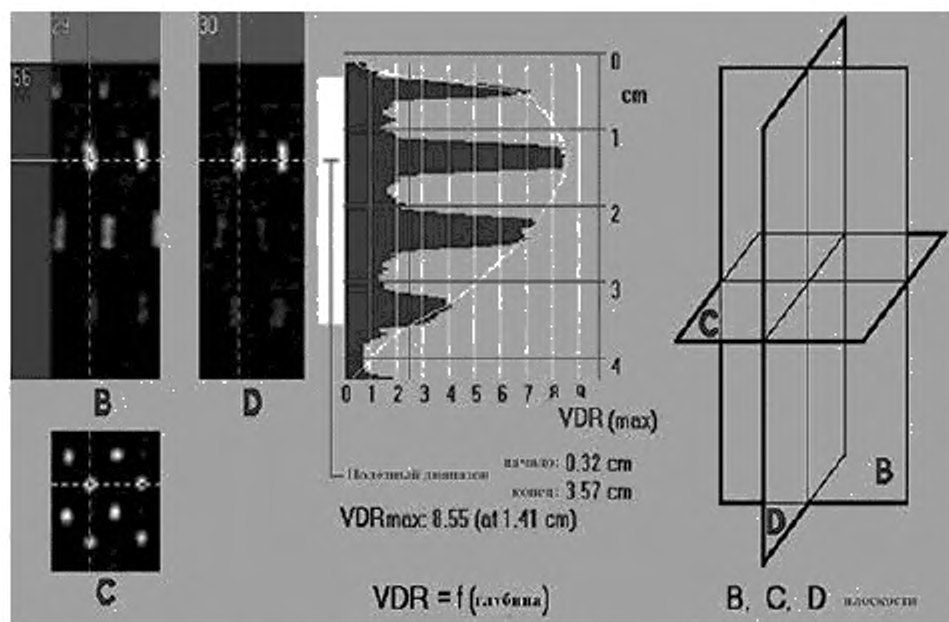 29
30
56
B
D
C
0
cm
1
2
3
4
0 1 2 3 4 5 6 7 8 9
VDR (max)
Полезный диапазон
начало: 0.32 cm
конец: 3.57 cm
VDRmax: 8.55 (at 1.41 cm)
VDR = f (глубина)
C
B
D
B, C, D плоскости